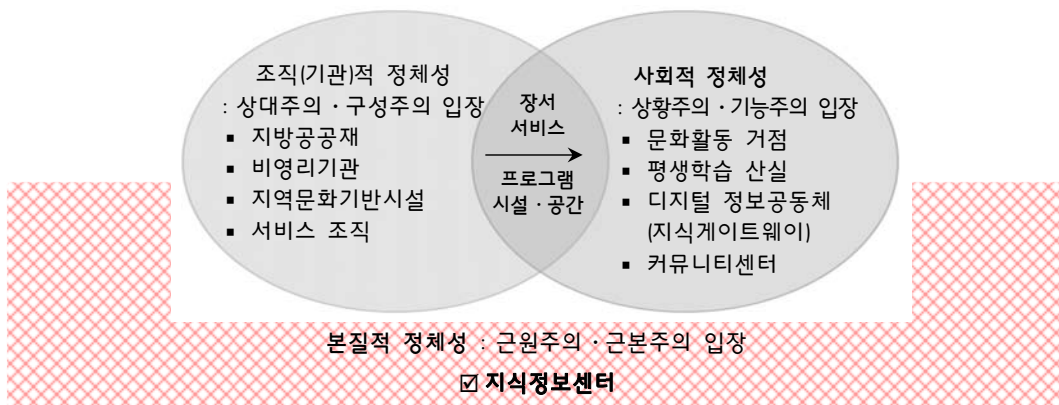 조직(기관)적 정체성
: 상대주의·구성주의 입장
▪ 지방공공재
▪ 비영리기관
▪ 지역문화기반시설
▪ 서비스 조직
장서
서비스
프로그램
시설·공간
사회적 정체성
: 상황주의·기능주의 입장
▪ 문화활동 거점
▪ 평생학습 산실
▪ 디지털 정보공동체
(지식게이트웨이)
▪ 커뮤니티센터
본질적 정체성 : 근원주의·근본주의 입장
☑ 지식정보센터